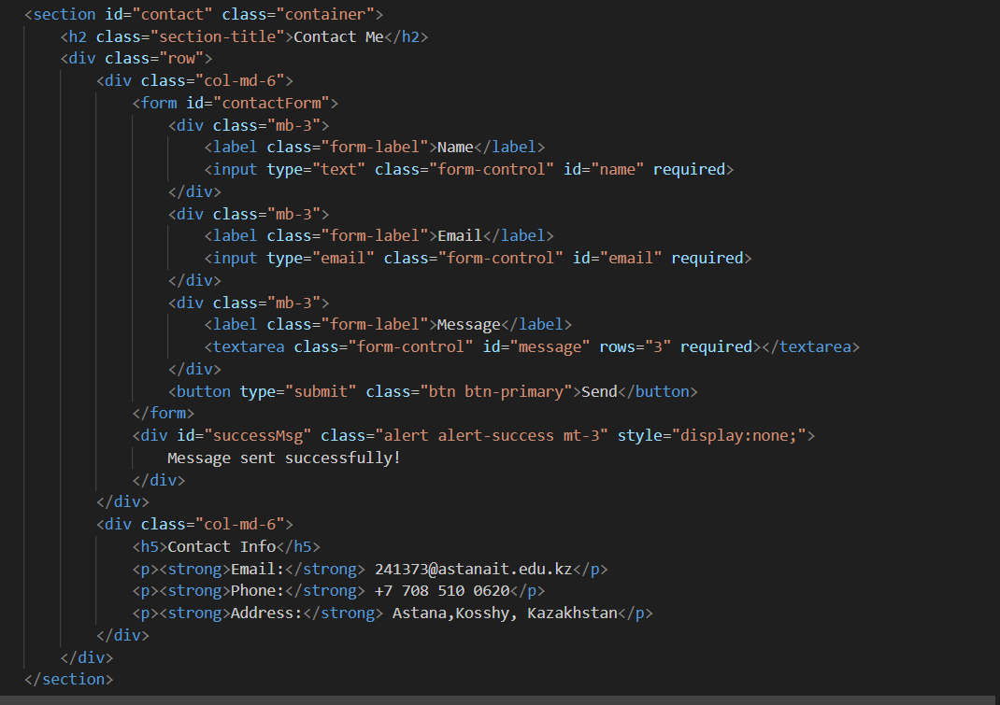 <section id="contact" class="container">
    <h2 class="section-title">Contact Me</h2>
    <div class="row">
        <div class="col-md-6">
            <form id="contactForm">
                <div class="mb-3">
                    <label class="form-label">Name</label>
                    <input type="text" class="form-control" id="name" required>
                </div>
                <div class="mb-3">
                    <label class="form-label">Email</label>
                    <input type="email" class="form-control" id="email" required>
                </div>
                <div class="mb-3">
                    <label class="form-label">Message</label>
                    <textarea class="form-control" id="message" rows="3" required></textarea>
                </div>
                <button type="submit" class="btn btn-primary">Send</button>
            </form>
            <div id="successMsg" class="alert alert-success mt-3" style="display:none;">
                Message sent successfully!
            </div>
        </div>
        <div class="col-md-6">
            <h5>Contact Info</h5>
            <p><strong>Email:</strong> 241373@astanait.edu.kz</p>
            <p><strong>Phone:</strong> +7 708 510 0620</p>
            <p><strong>Address:</strong> Astana,Kosshy, Kazakhstan</p>
        </div>
    </div>
</section>